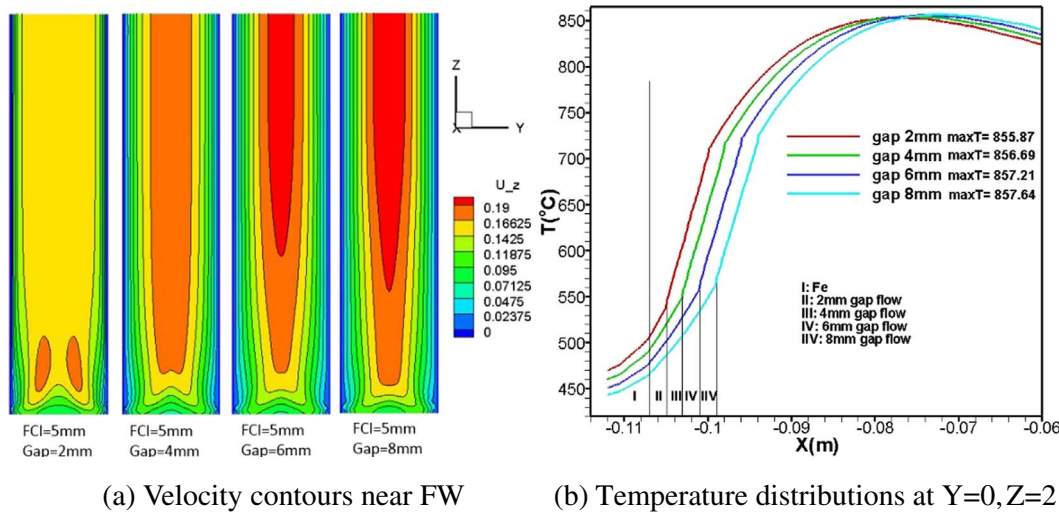 Z
X
Y
U_z
0.19
0.16625
0.1425
0.11875
0.095
0.07125
0.0475
0.02375
0
FCI=5mm
Gap=2mm
FCI=5mm
Gap=4mm
FCI=5mm
Gap=6mm
FCI=5mm
Gap=8mm
(a) Velocity contours near FW
850
800
750
700
650
600
550
500
450
T(°C)
gap 2mm maxT= 855.87
gap 4mm maxT= 856.69
gap 6mm maxT= 857.21
gap 8mm maxT= 857.64
I: Fe
II: 2mm gap flow
III: 4mm gap flow
IV: 6mm gap flow
IIV: 8mm gap flow
I II III IV IIV
-0.11 -0.1 -0.09 -0.08 -0.07 -0.06
X(m)
(b) Temperature distributions at Y=0, Z=2